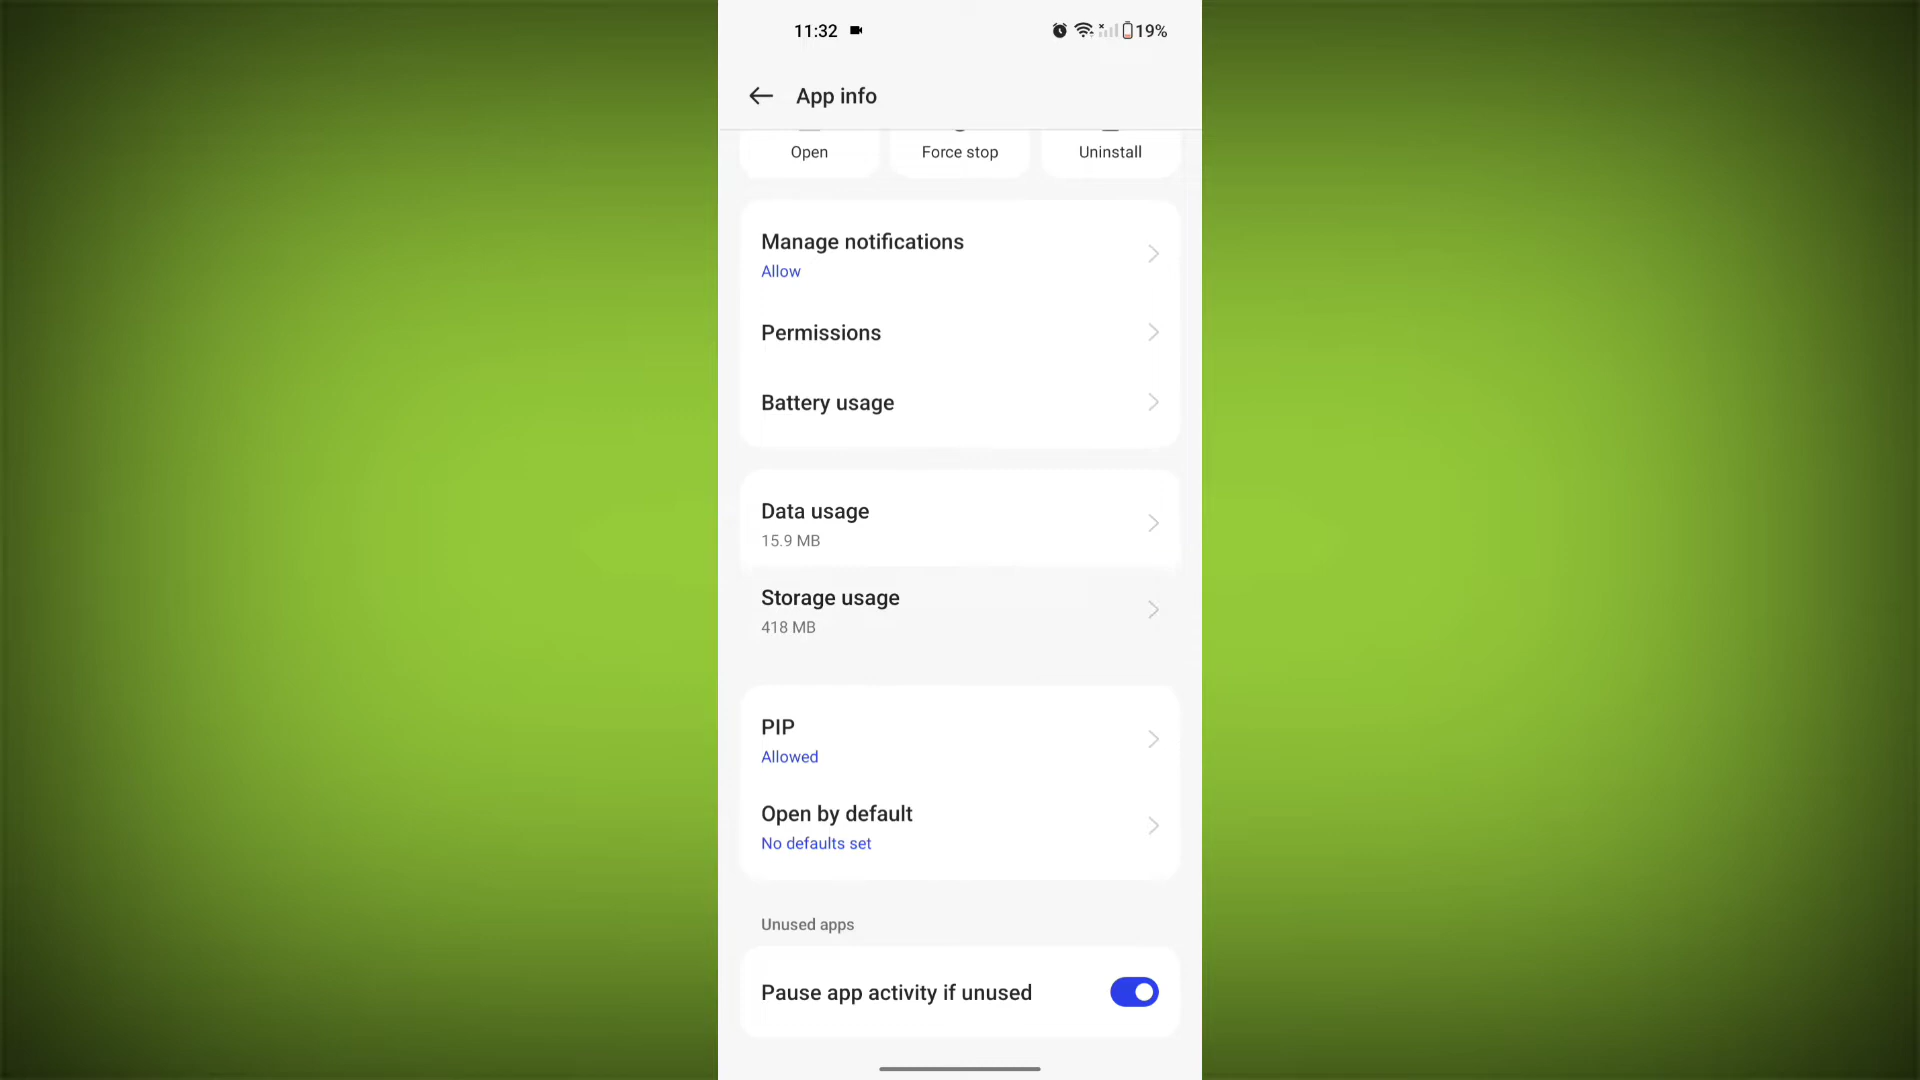 11:32
19%
App info
Open
Force stop
Uninstall
Manage notifications
Allow
Permissions
Battery usage
Data usage
15.9 MB
Storage usage
418 MB
PIP
Allowed
Open by default
No defaults set
Unused apps
Pause app activity if unused